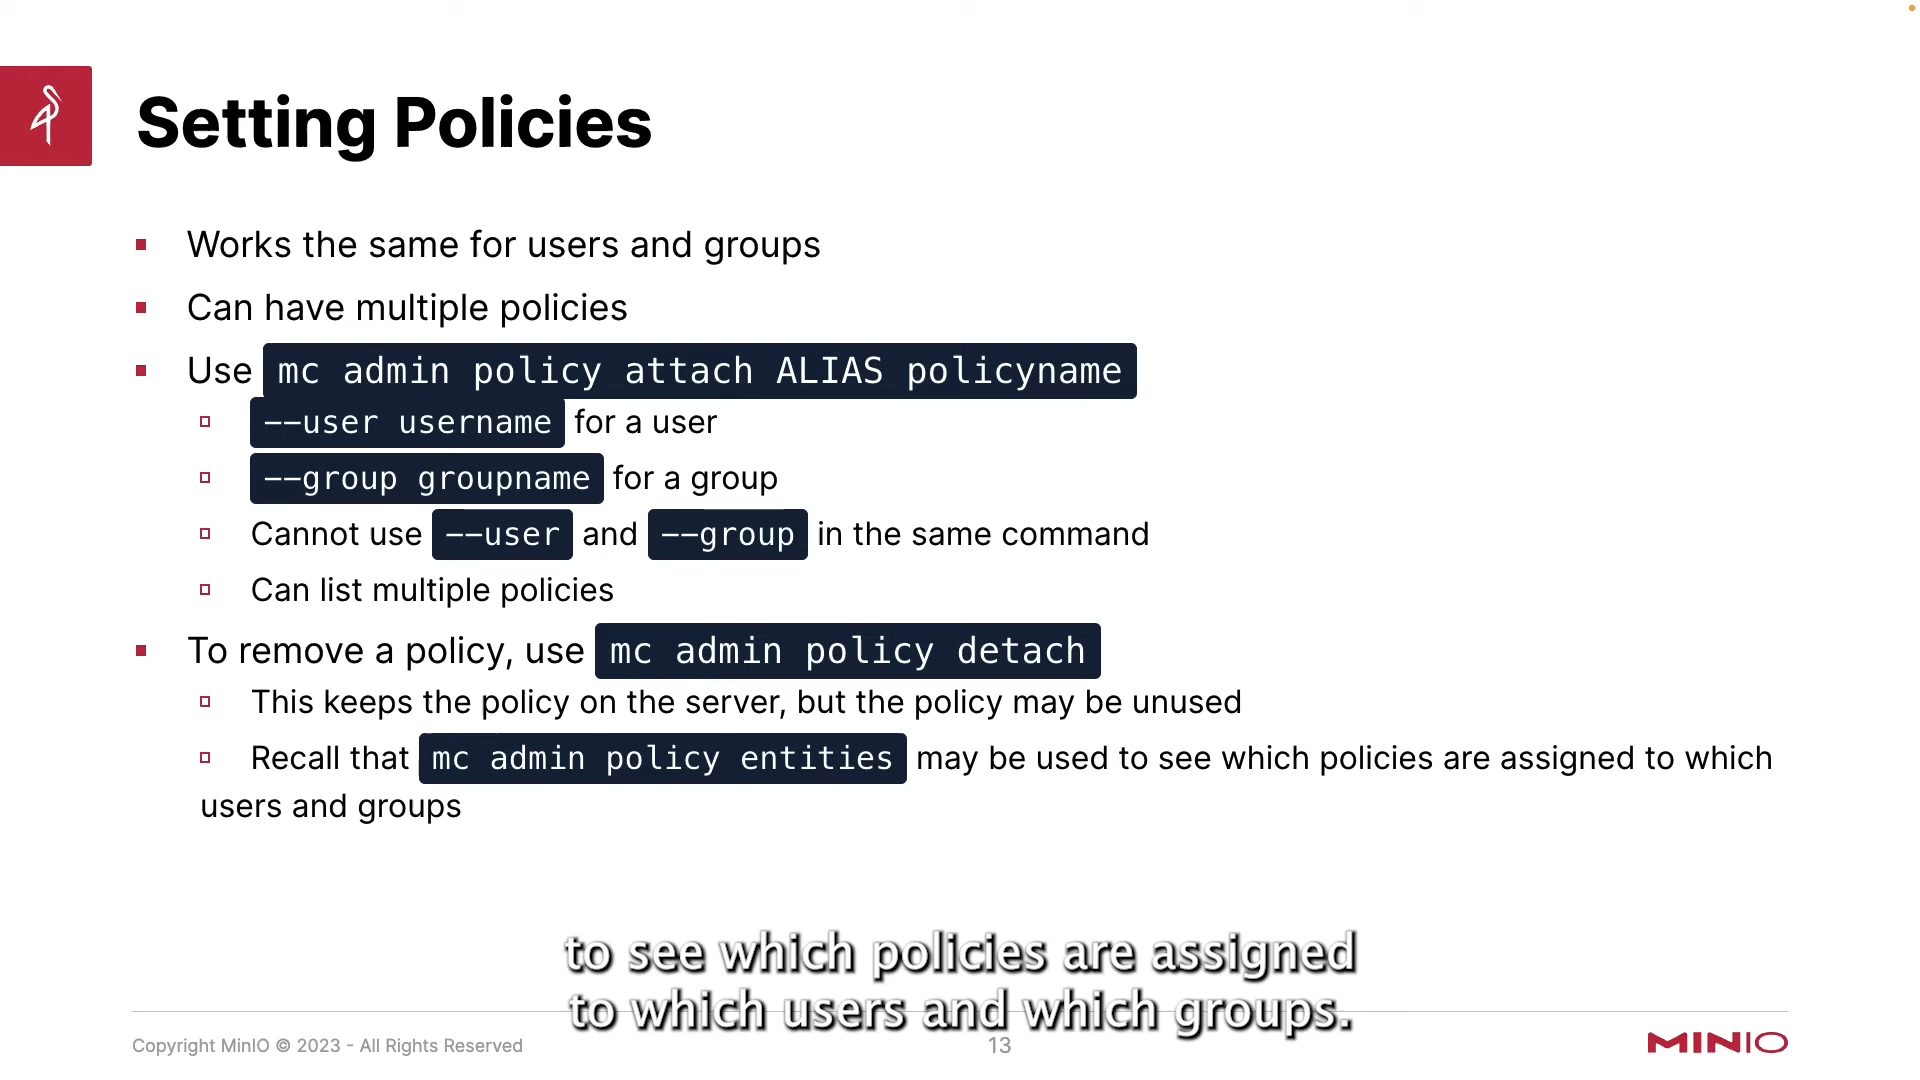 Setting Policies
Works the same for users and groups
Can have multiple policies
Use mc admin policy attach ALIAS policyname
--user username for a user
--group groupname for a group
Cannot use --user and --group in the same command
Can list multiple policies
To remove a policy, use mc admin policy detach
This keeps the policy on the server, but the policy may be unused
Recall that mc admin policy entities may be used to see which policies are assigned to which
users and groups
to see which policies are assigned
to which users and which groups.
Copyright MinIO © 2023 - All Rights Reserved
13
MINIO